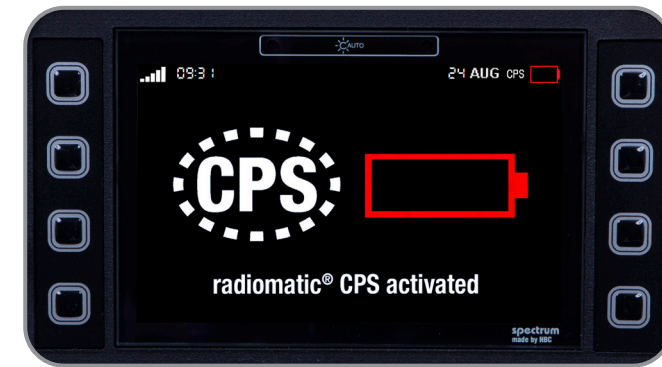 AUTO
09:31 24 AUG CPS
CPS
radiomatic® CPS activated
spectrum
made by HBC